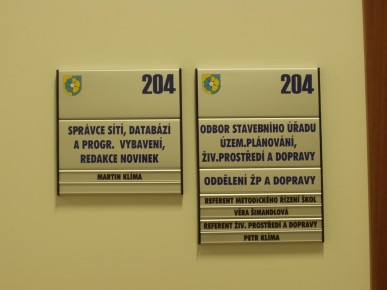 204
SPRÁVCE SÍTÍ, DATABÁZÍ
A PROGR. VYBAVENÍ,
REDAKCE NOVINEK
MARTIN KLÍMA
204
ODBOR STAVEBNÍHO ÚŘADU
ÚZEM.PLÁNOVÁNÍ,
ŽIV.PROSTŘEDÍ A DOPRAVY
ODDĚLENÍ ŽP A DOPRAVY
REFERENT METODICKÉHO ŘÍZENÍ ŠKOL
VĚRA ŠIMANDLOVÁ
REFERENT ŽIV. PROSTŘEDÍ A DOPRAVY
PETR KLÍMA